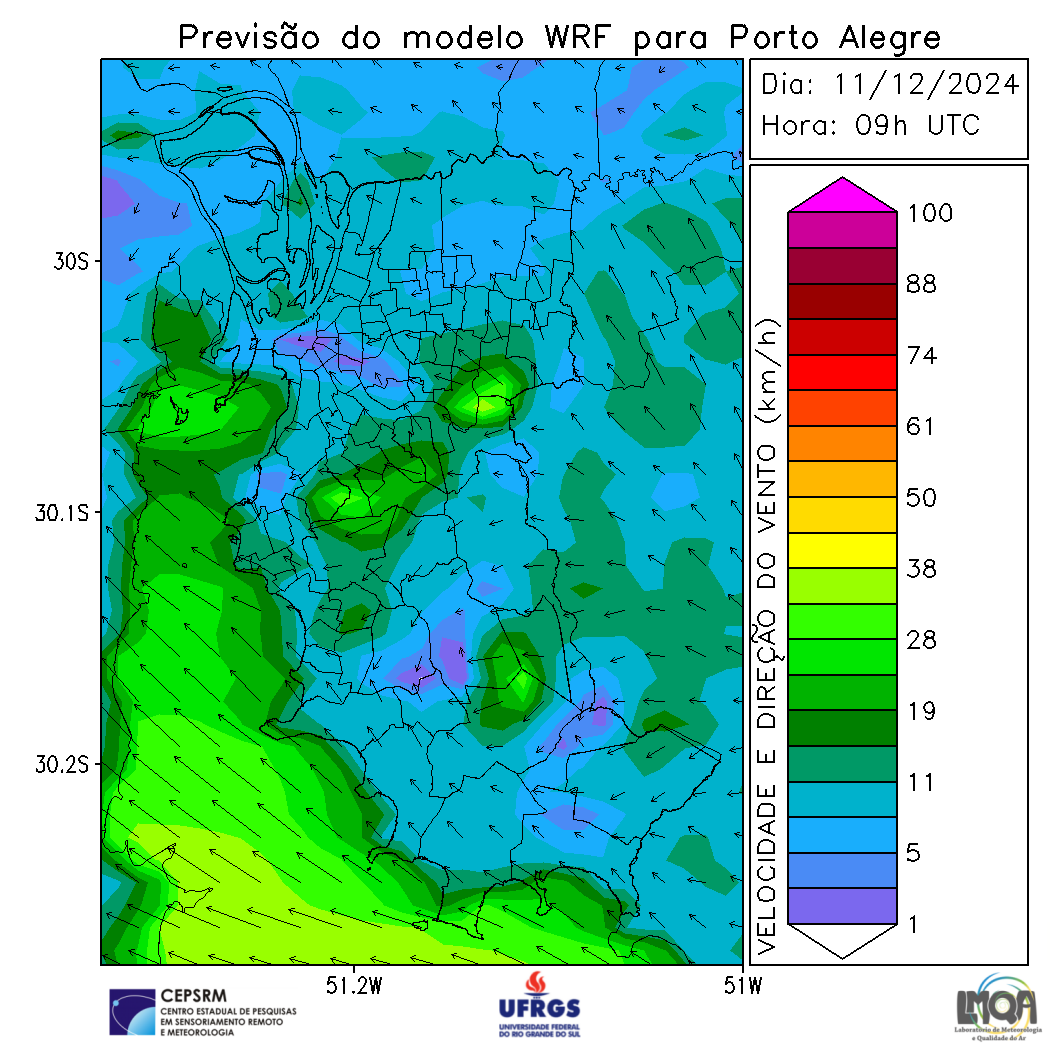 Previsão do modelo WRF para Porto Alegre
Dia: 11/12/2024
Hora: 09h UTC
30S
30.1S
30.2S
51.2W
51W
VELOCIDADE E DIREÇÃO DO VENTO (km/h)
100
88
74
61
50
38
28
19
11
5
1
CEPSRM
CENTRO ESTADUAL DE PESQUISAS
EM SENSORIAMENTO REMOTO
E METEOROLOGIA
UFRGS
UNIVERSIDADE FEDERAL
DO RIO GRANDE DO SUL
LMQA
Laboratório de Meteorologia
e Qualidade do Ar